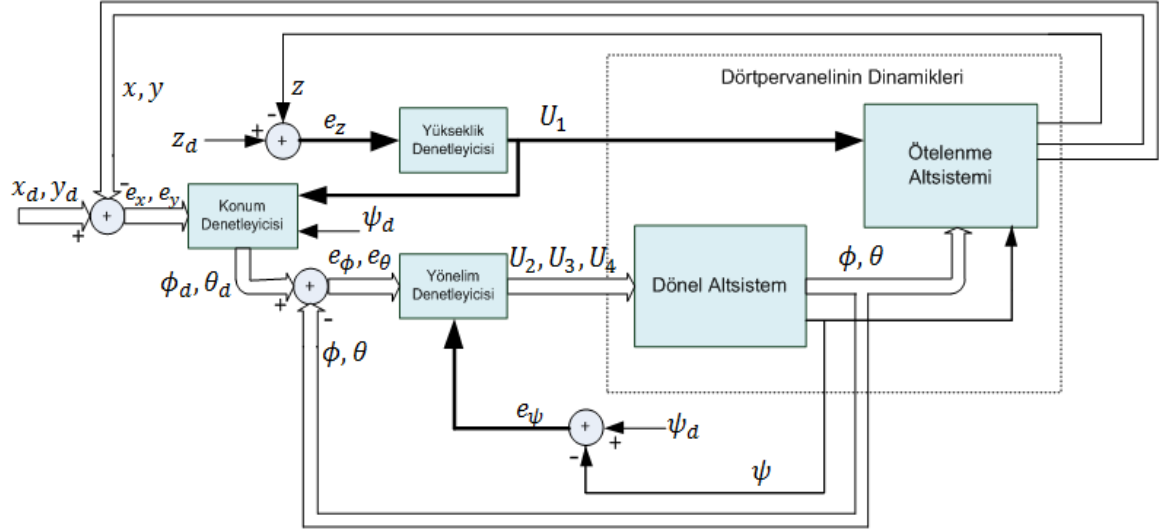 Dörtpervanelinin Dinamikleri
x, y
z
-
+
+
z_d
e_z
Yükseklik
Denetleyicisi
U_1
Ötelenme
Altsistemi
x_d, y_d
-
+
+
e_x, e_y
Konum
Denetleyicisi
ψ_d
ϕ_d, θ_d
+
+
-
e_ϕ, e_θ
Yönelim
Denetleyicisi
U_2, U_3, U_4
Dönel Altsistem
ϕ, θ
ϕ, θ
e_ψ
+
+
-
ψ_d
ψ